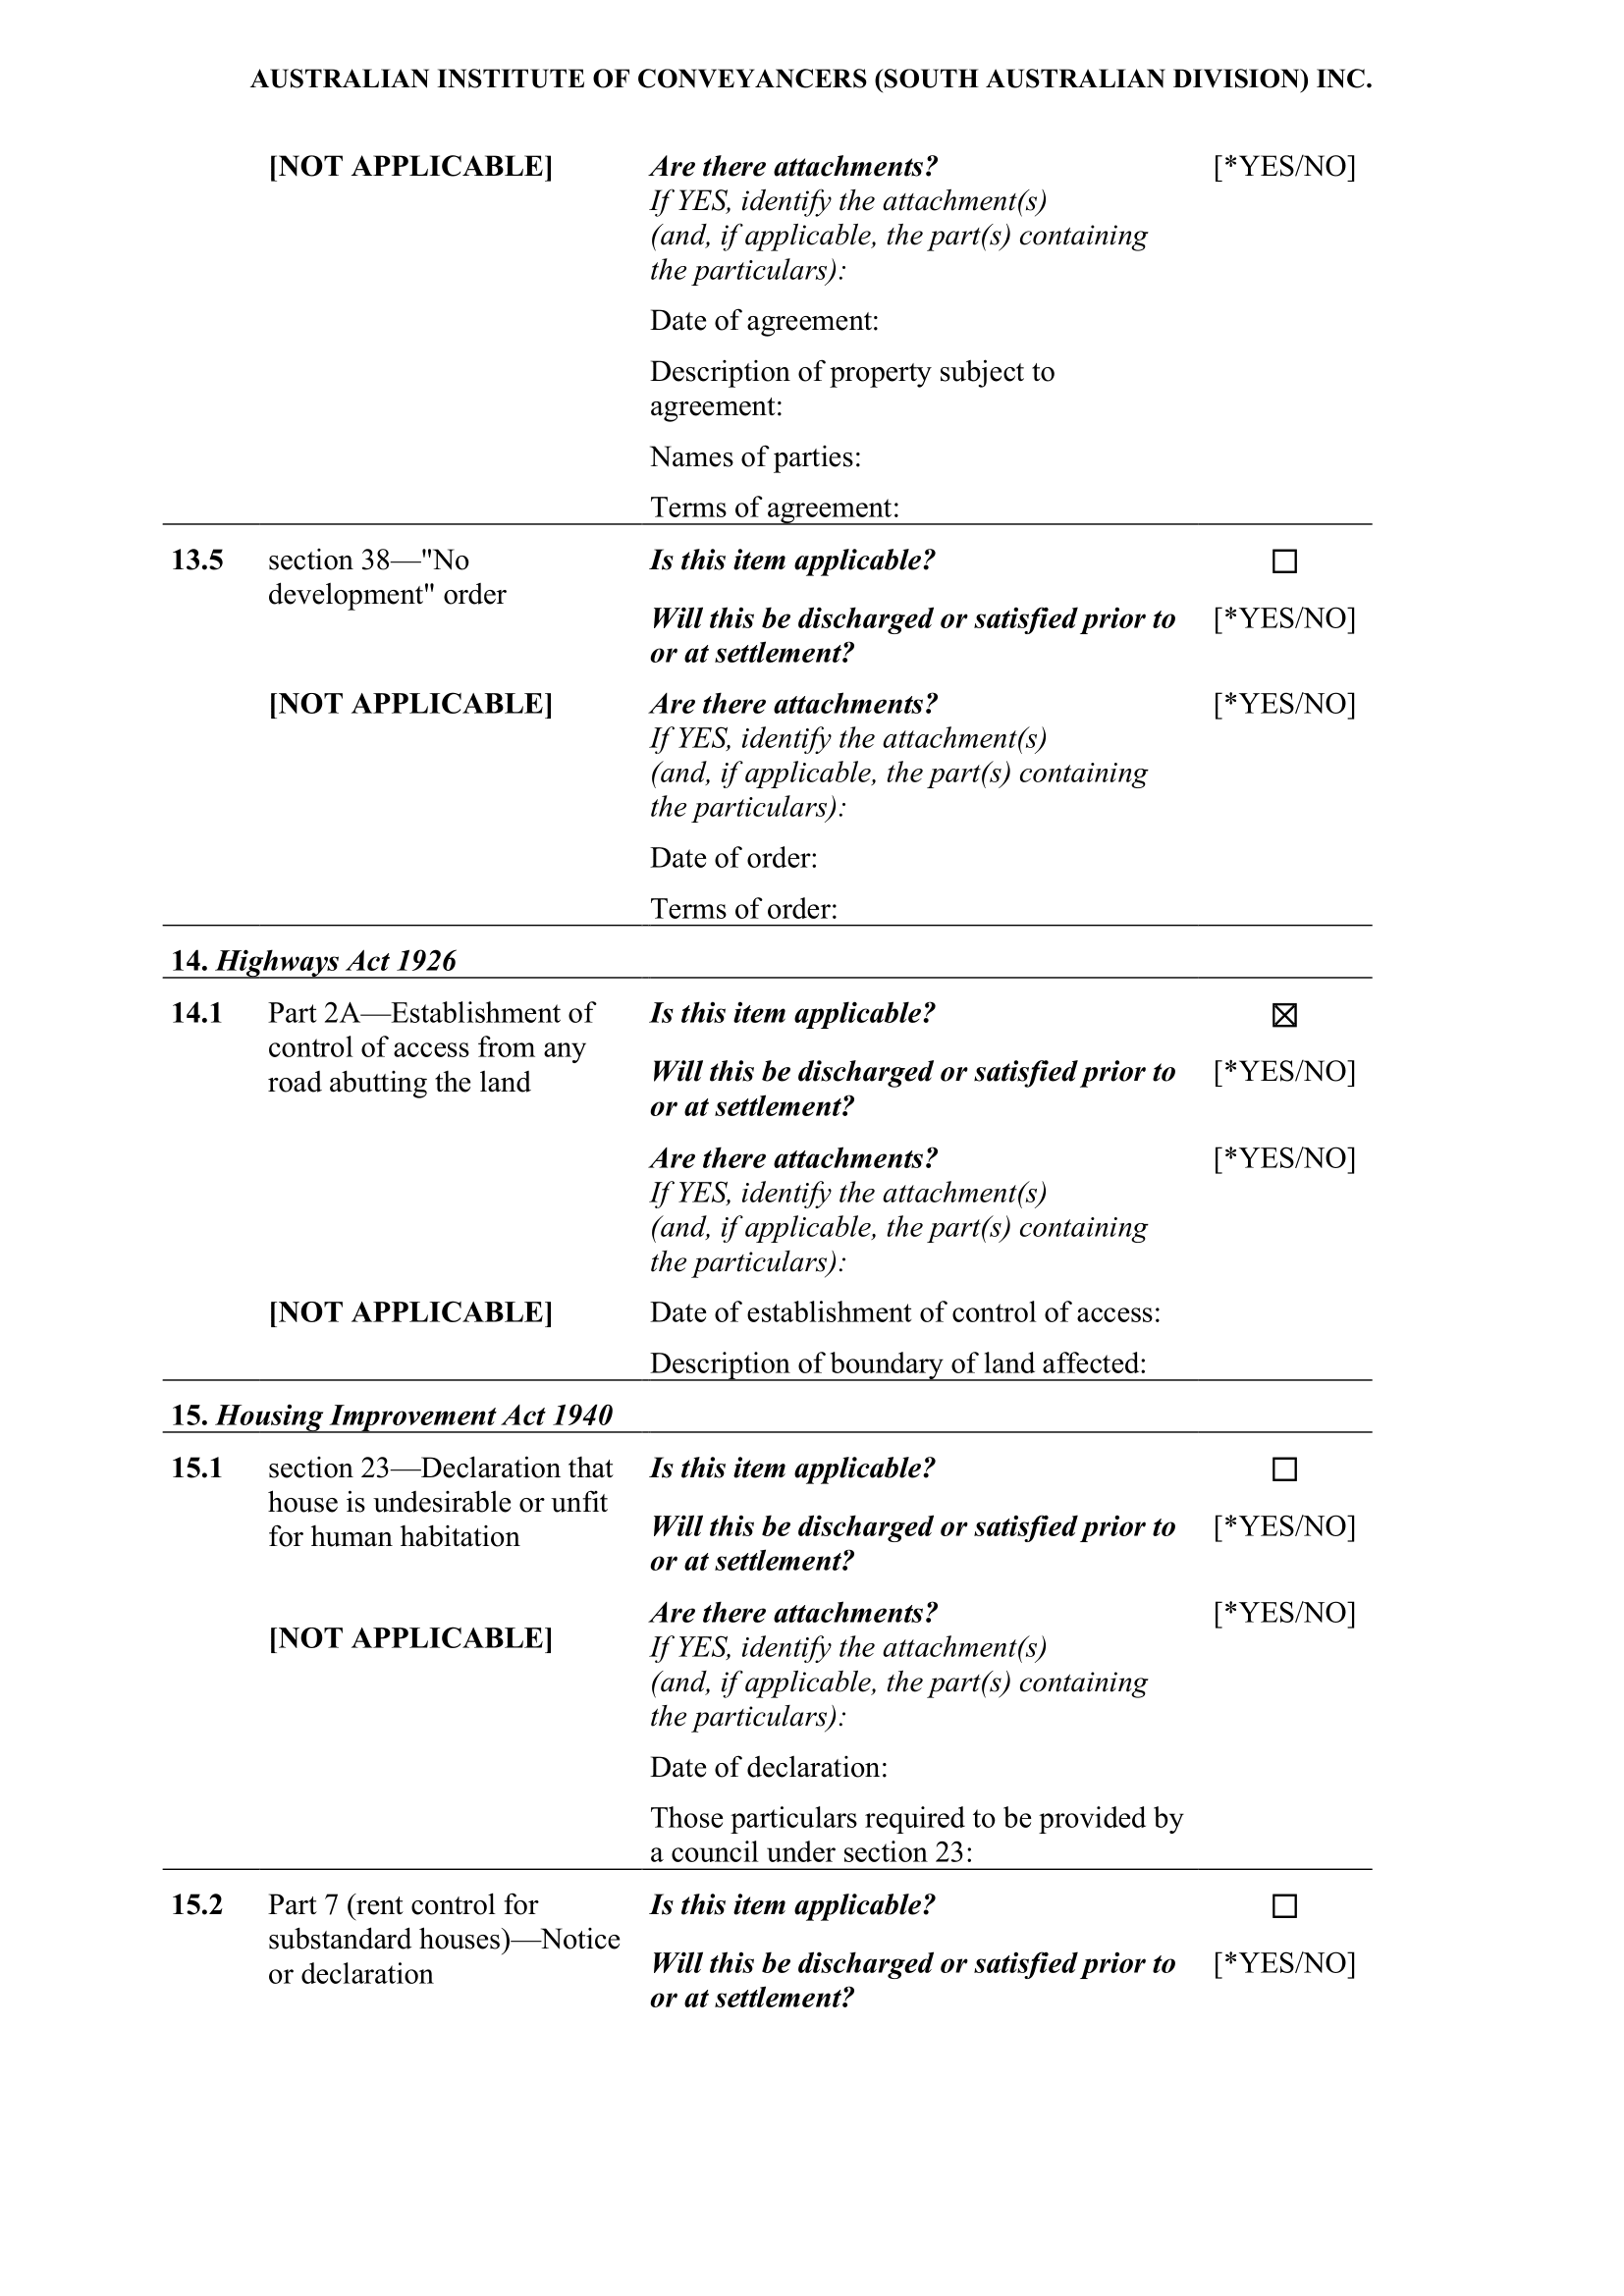 AUSTRALIAN INSTITUTE OF CONVEYANCERS (SOUTH AUSTRALIAN DIVISION) INC.
[NOT APPLICABLE] Are there attachments? [*YES/NO]
If YES, identify the attachment(s)
(and, if applicable, the part(s) containing
the particulars):
Date of agreement:
Description of property subject to
agreement:
Names of parties:
Terms of agreement:
13.5 section 38—"No Is this item applicable? ☐
development" order
Will this be discharged or satisfied prior to [*YES/NO]
or at settlement?
[NOT APPLICABLE] Are there attachments? [*YES/NO]
If YES, identify the attachment(s)
(and, if applicable, the part(s) containing
the particulars):
Date of order:
Terms of order:
14. Highways Act 1926
14.1 Part 2A—Establishment of Is this item applicable? ☒
control of access from any
road abutting the land
Will this be discharged or satisfied prior to [*YES/NO]
or at settlement?
Are there attachments? [*YES/NO]
If YES, identify the attachment(s)
(and, if applicable, the part(s) containing
the particulars):
[NOT APPLICABLE] Date of establishment of control of access:
Description of boundary of land affected:
15. Housing Improvement Act 1940
15.1 section 23—Declaration that Is this item applicable? ☐
house is undesirable or unfit
for human habitation
Will this be discharged or satisfied prior to [*YES/NO]
or at settlement?
Are there attachments? [*YES/NO]
[NOT APPLICABLE] If YES, identify the attachment(s)
(and, if applicable, the part(s) containing
the particulars):
Date of declaration:
Those particulars required to be provided by
a council under section 23:
15.2 Part 7 (rent control for Is this item applicable? ☐
substandard houses)—Notice
or declaration
Will this be discharged or satisfied prior to [*YES/NO]
or at settlement?